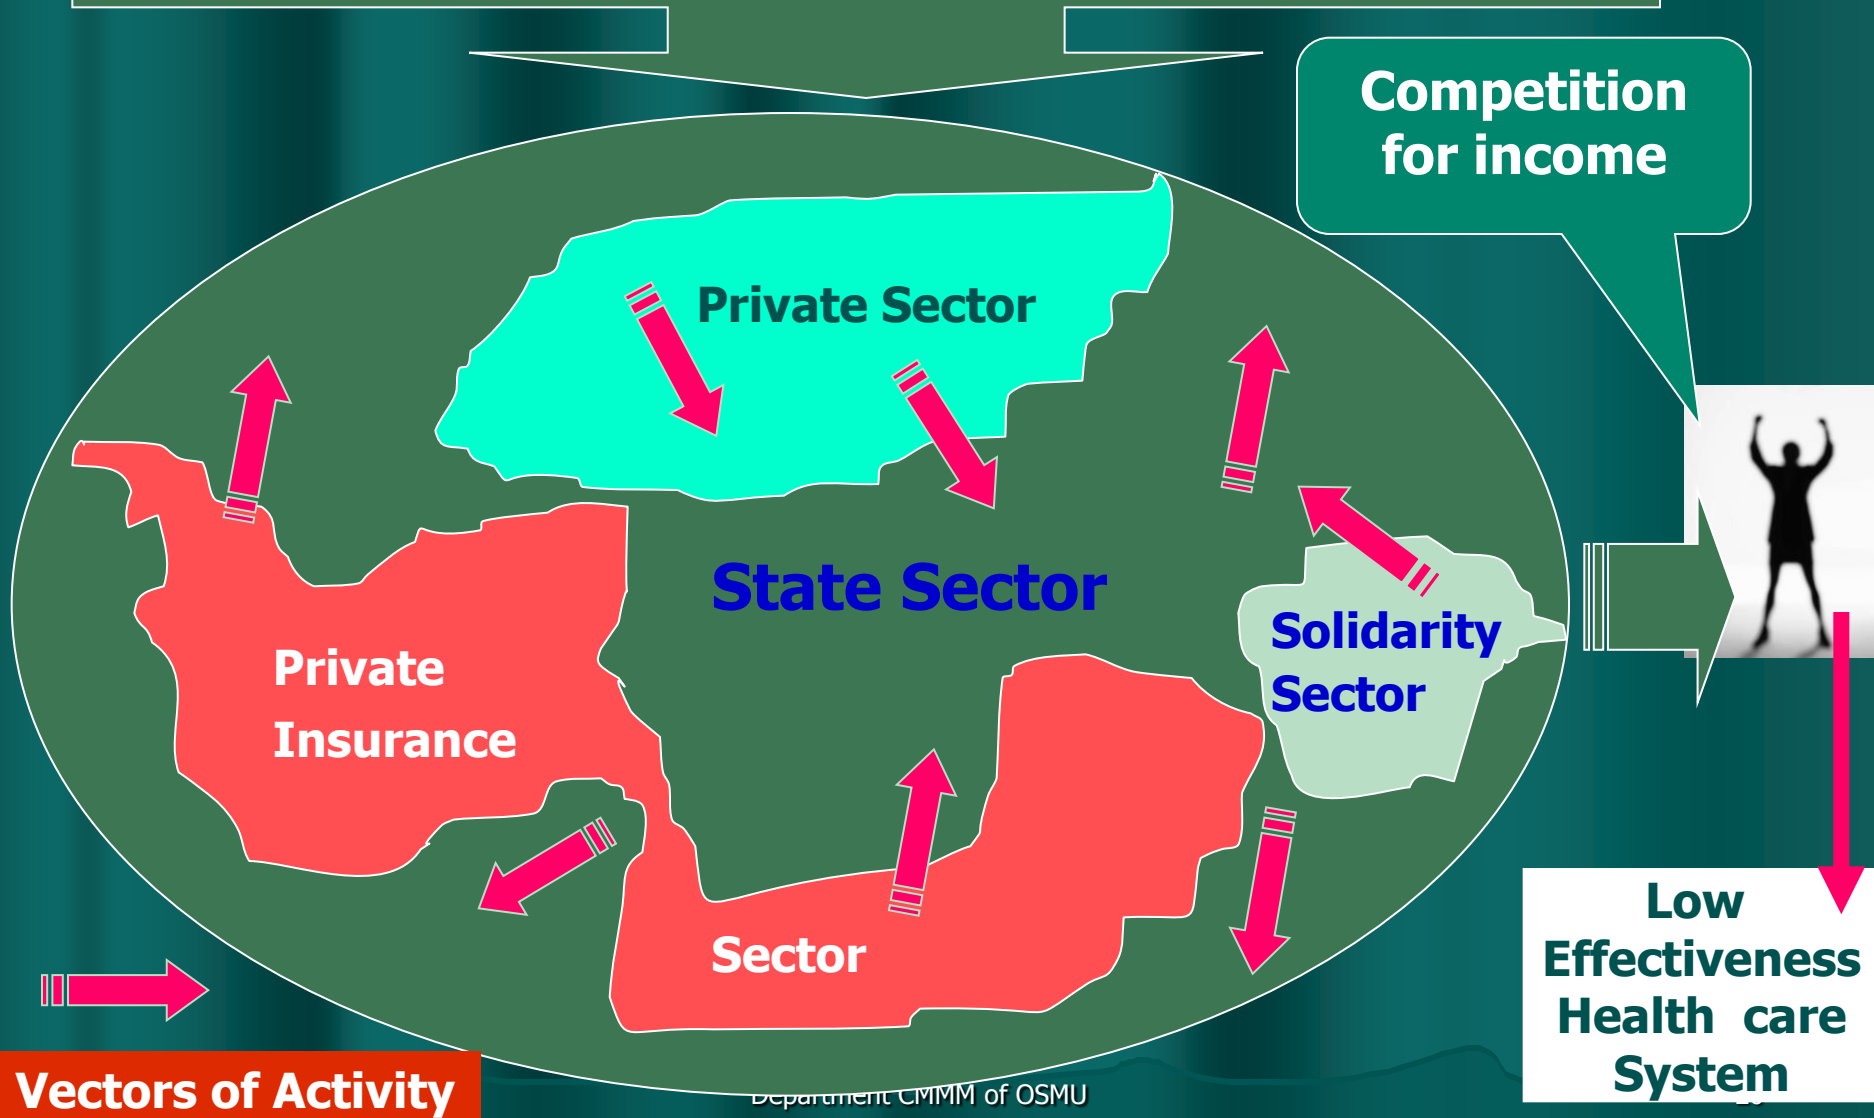 Competition
for income
Private Sector
State Sector
Solidarity
Sector
Private
Insurance
Sector
Low
Effectiveness
Health care
System
Vectors of Activity
Department CMMM of OSMU